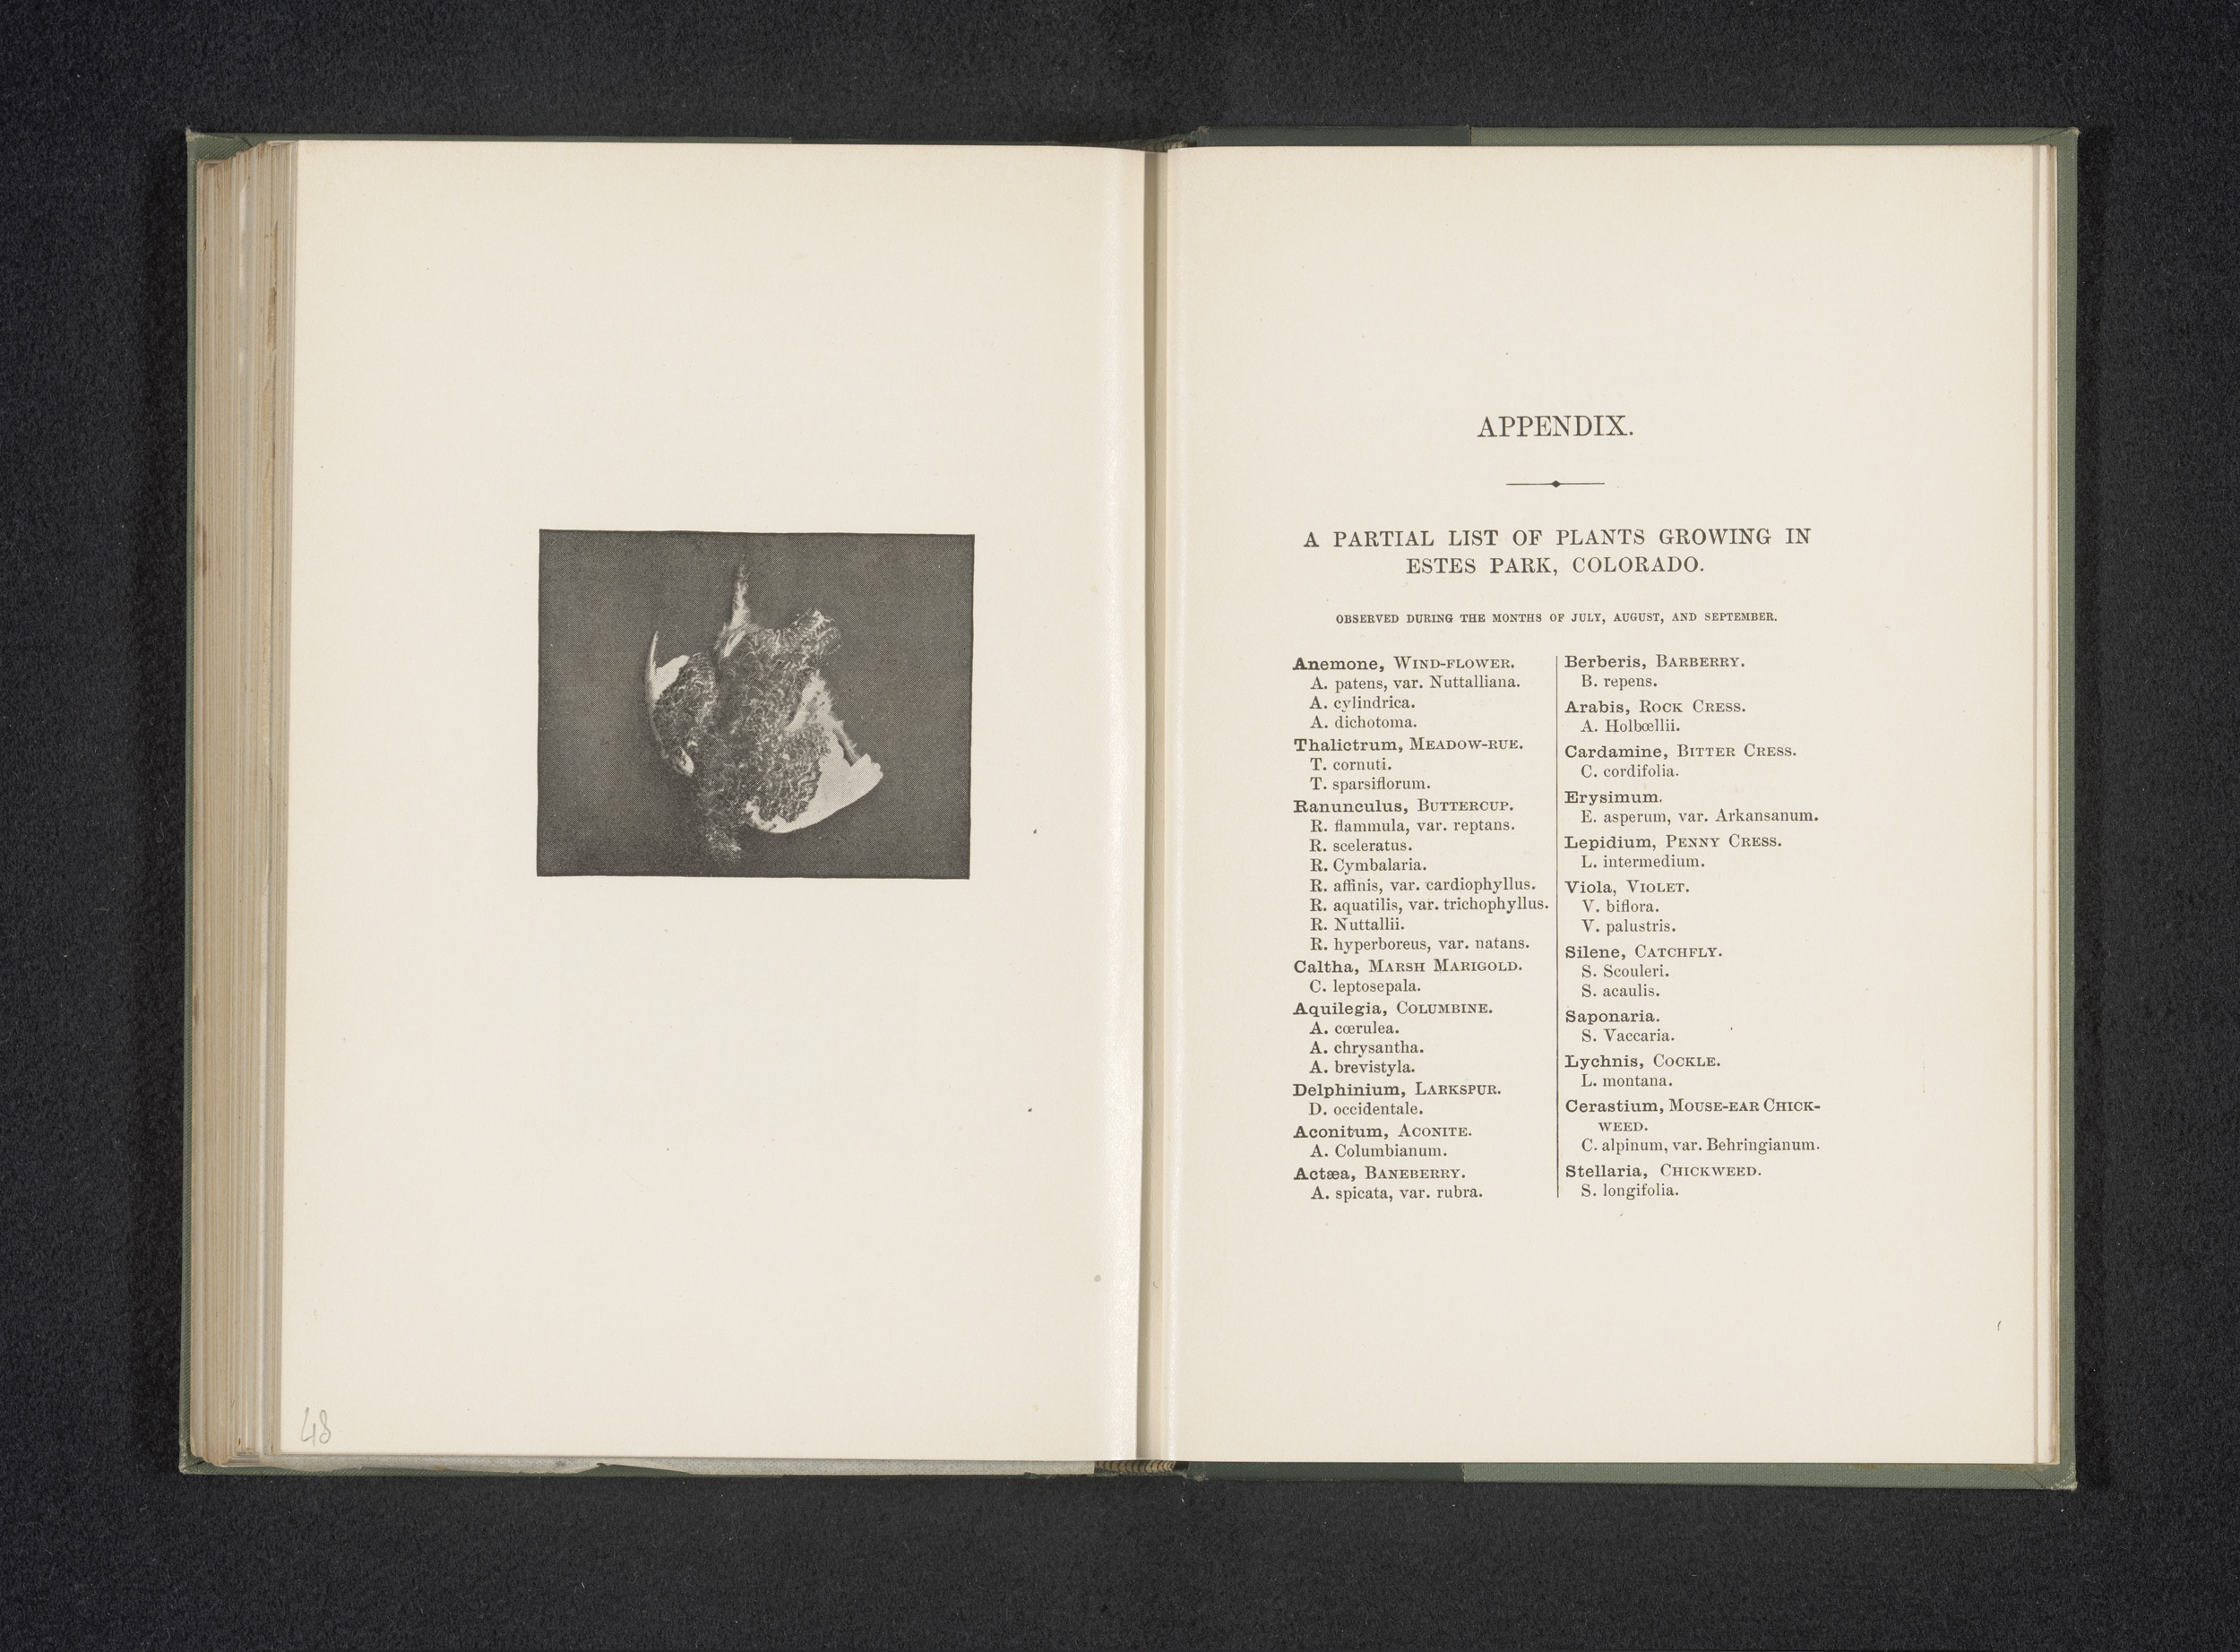 48
APPENDIX.
A PARTIAL LIST OF PLANTS GROWING IN
ESTES PARK, COLORADO.
OBSERVED DURING THE MONTHS OF JULY, AUGUST, AND SEPTEMBER.
Anemone, WIND-FLOWER.
A. patens, var. Nuttalliana.
A. cylindrica.
A. dichotoma.
Thalictrum, MEADOW-RUE.
T. cornuti.
T. sparsiflorum.
Ranunculus, BUTTERCUP.
R. flammula, var. reptans.
R. sceleratus.
R. Cymbalaria.
R. affinis, var. cardiophyllus.
R. aquatilis, var. trichophyllus.
R. Nuttallii.
R. hyperboreus, var. natans.
Caltha, MARSH MARIGOLD.
C. leptosepala.
Aquilegia, COLUMBINE.
A. cœrulea.
A. chrysantha.
A. brevistyla.
Delphinium, LARKSPUR.
D. occidentale.
Aconitum, ACONITE.
A. Columbianum.
Actæa, BANEBERRY.
A. spicata, var. rubra.
Berberis, BARBERRY.
B. repens.
Arabis, ROCK CRESS.
A. Holbœllii.
Cardamine, BITTER CRESS.
C. cordifolia.
Erysimum.
E. asperum, var. Arkansanum.
Lepidium, PENNY CRESS.
L. intermedium.
Viola, VIOLET.
V. biflora.
V. palustris.
Silene, CATCHFLY.
S. Scouleri.
S. acaulis.
Saponaria.
S. Vaccaria.
Lychnis, COCKLE.
L. montana.
Cerastium, MOUSE-EAR CHICK-
WEED.
C. alpinum, var. Behringianum.
Stellaria, CHICKWEED.
S. longifolia.